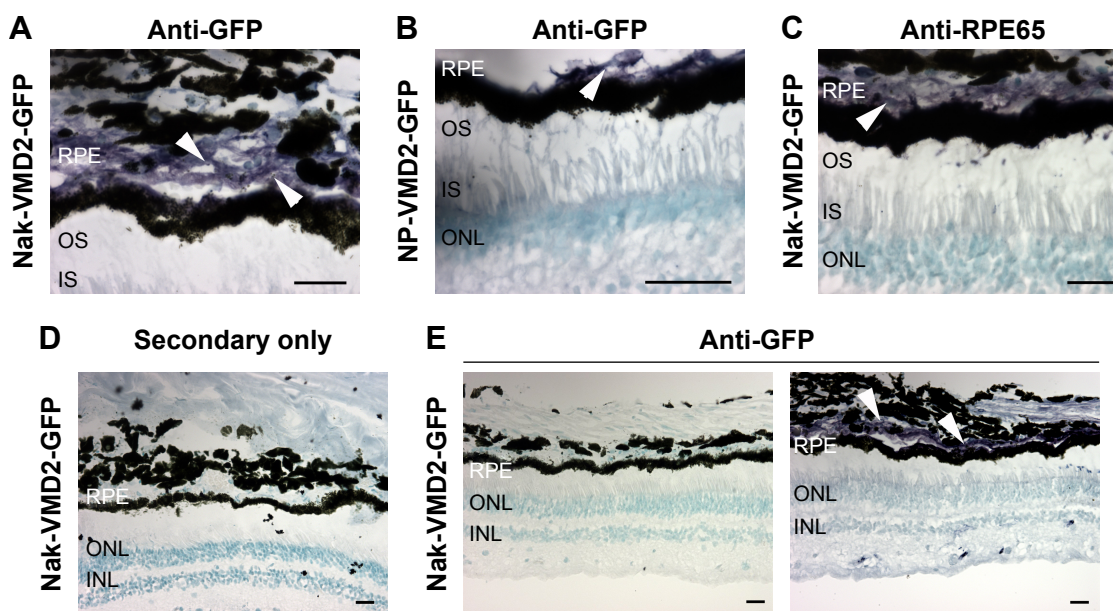 A
Anti-GFP
Nak-VMD2-GFP
RPE
OS
IS
B
Anti-GFP
NP-VMD2-GFP
RPE
OS
IS
ONL
C
Anti-RPE65
Nak-VMD2-GFP
RPE
OS
IS
ONL
D
Secondary only
Nak-VMD2-GFP
RPE
ONL
INL
E
Anti-GFP
Nak-VMD2-GFP
RPE
ONL
INL
RPE
ONL
INL